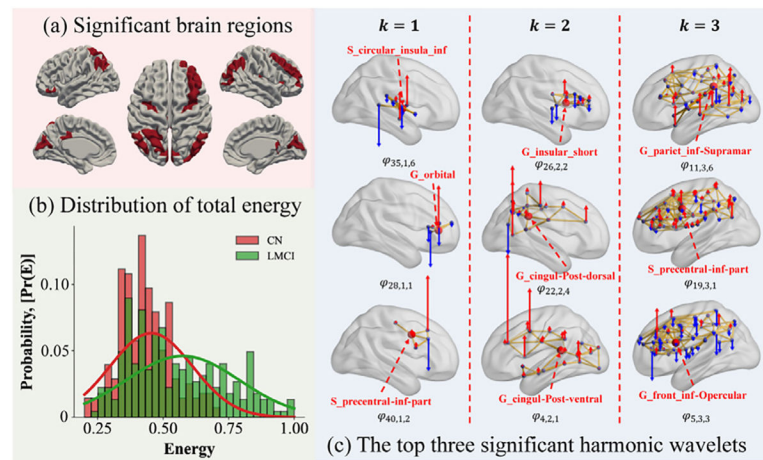 (a) Significant brain regions
(b) Distribution of total energy
CN
LMCI
Probability, [Pr(E)]
0.10
0.05
0
0.25
0.50
0.75
1.00
Energy
k = 1
k = 2
k = 3
S_circular_insula_inf
φ35,1,6
G_insular_short
φ26,2,2
G_pariet_inf-Supramar
φ11,3,6
G_orbital
φ28,1,1
G_cingul-Post-dorsal
φ22,2,4
S_precentral-inf-part
φ19,3,1
S_precentral-inf-part
φ40,1,2
G_cingul-Post-ventral
φ4,2,1
G_front_inf-Opercular
φ5,3,3
(c) The top three significant harmonic wavelets